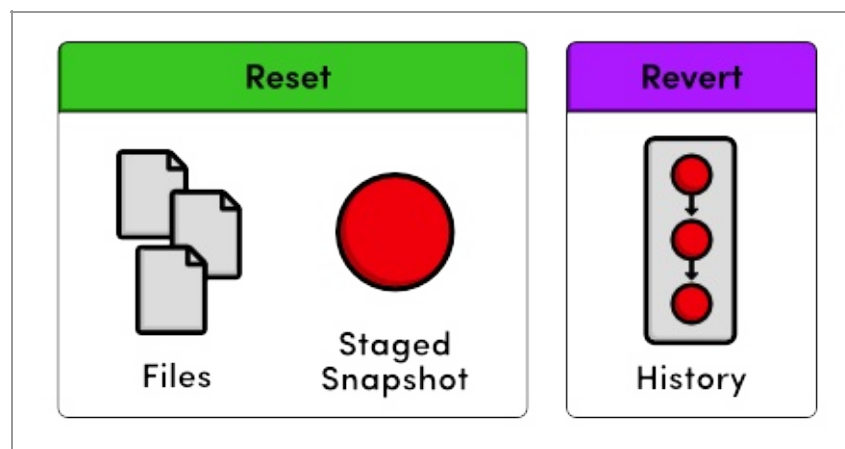 Reset
Revert
Files
Staged
Snapshot
History